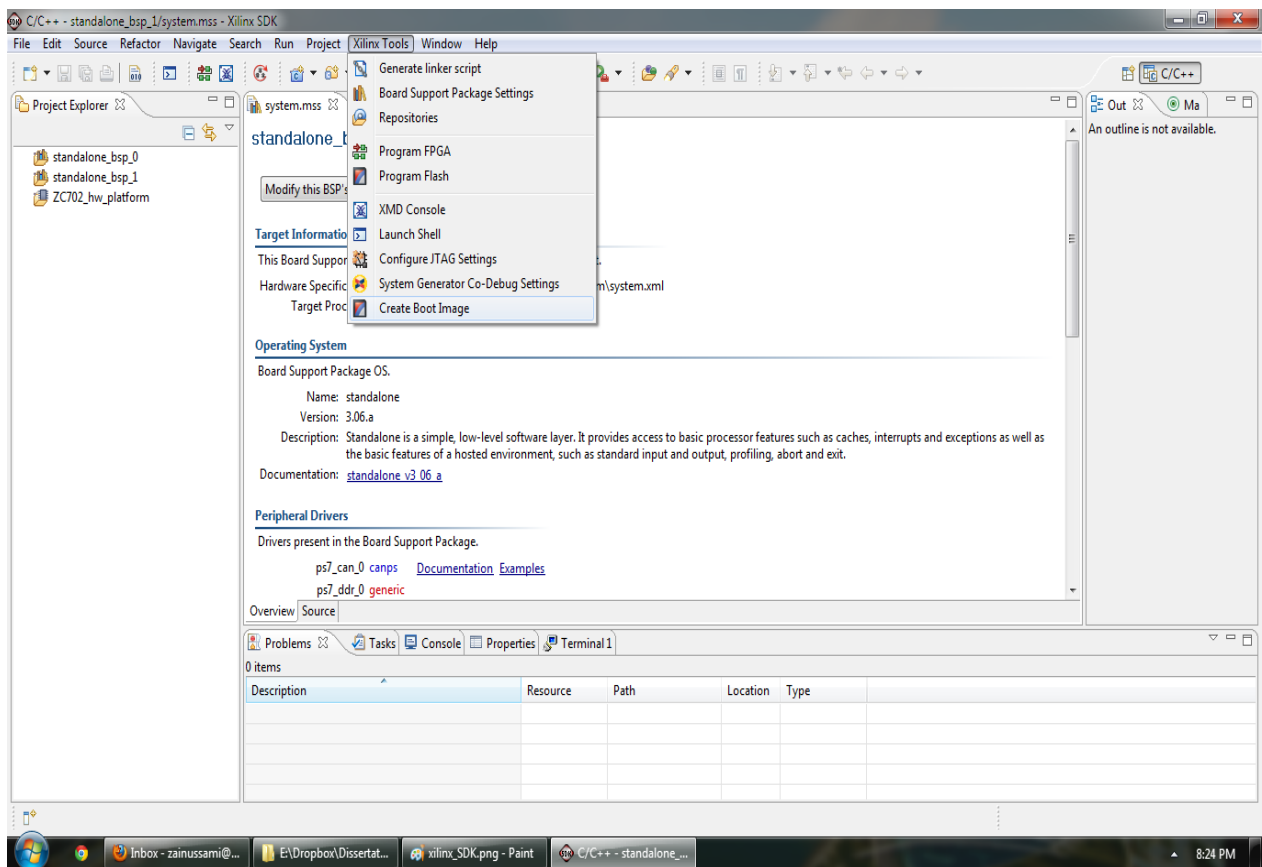 C/C++ - standalone_bsp_1/system.mss - Xilinx SDK
File Edit Source Refactor Navigate Search Run Project Xilinx Tools Window Help
Generate linker script
Board Support Package Settings
Repositories
Program FPGA
Program Flash
XMD Console
Launch Shell
Configure JTAG Settings
System Generator Co-Debug Settings
Create Boot Image
C/C++
Project Explorer
standalone_bsp_0
standalone_bsp_1
ZC702_hw_platform
system.mss
standalone_b
Modify this BSP's
Target Informatio
This Board Suppor t.
Hardware Specific m\system.xml
Target Proc
Operating System
Board Support Package OS.
Name: standalone
Version: 3.06.a
Description: Standalone is a simple, low-level software layer. It provides access to basic processor features such as caches, interrupts and exceptions as well as
the basic features of a hosted environment, such as standard input and output, profiling, abort and exit.
Documentation: standalone_v3_06_a
Peripheral Drivers
Drivers present in the Board Support Package.
ps7_can_0 canps Documentation Examples
ps7_ddr_0 generic
Overview Source
Out Ma
An outline is not available.
Problems Tasks Console Properties Terminal 1
0 items
Description Resource Path Location Type
Inbox - zainussami@... E:\Dropbox\Dissertat... xilinx_SDK.png - Paint C/C++ - standalone_... 8:24 PM